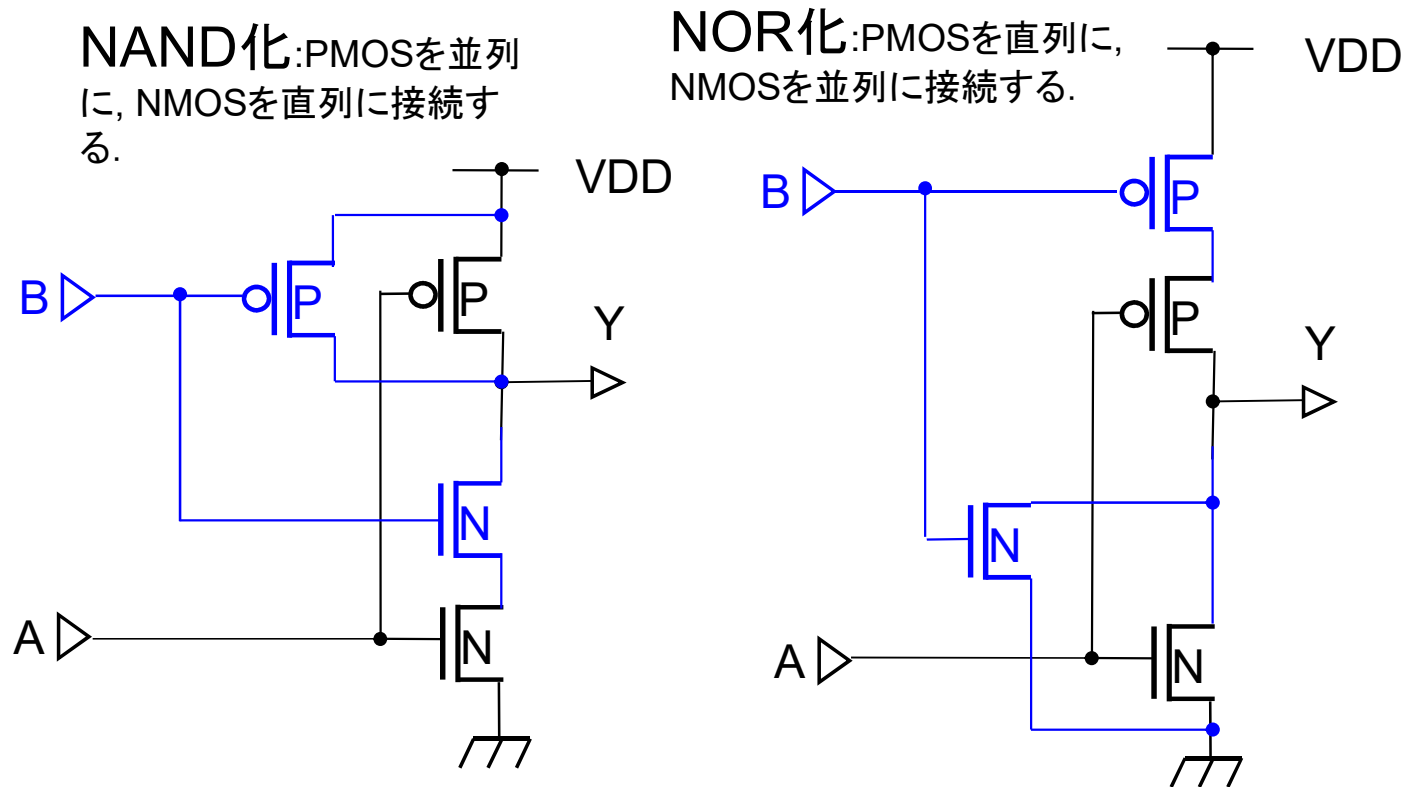 NAND化:PMOSを並列
に, NMOSを直列に接続す
る.
VDD
B
P
P
Y
N
A
N
NOR化:PMOSを直列に,
NMOSを並列に接続する.
VDD
B
P
P
Y
N
A
N